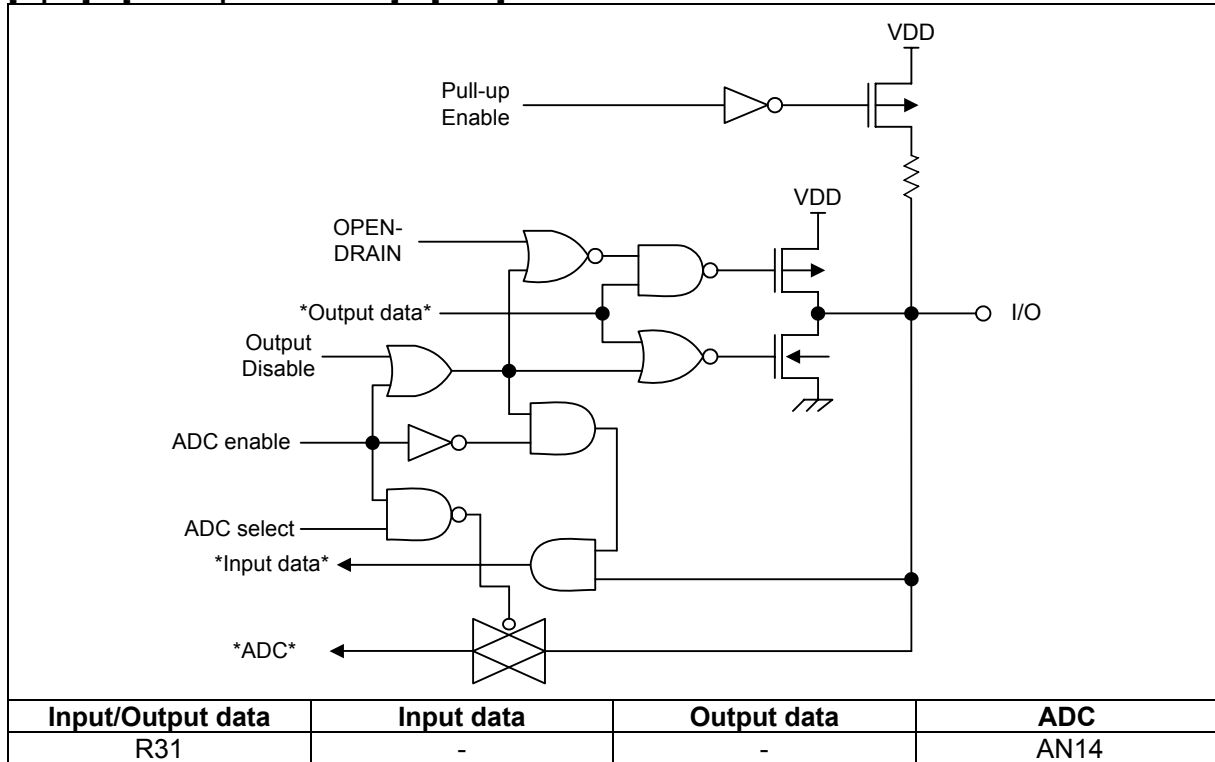 VDD
Pull-up
Enable
VDD
OPEN-
DRAIN
*Output data*
I/O
Output
Disable
ADC enable
ADC select
*Input data*
*ADC*
Input/Output data Input data Output data ADC
R31 - - AN14